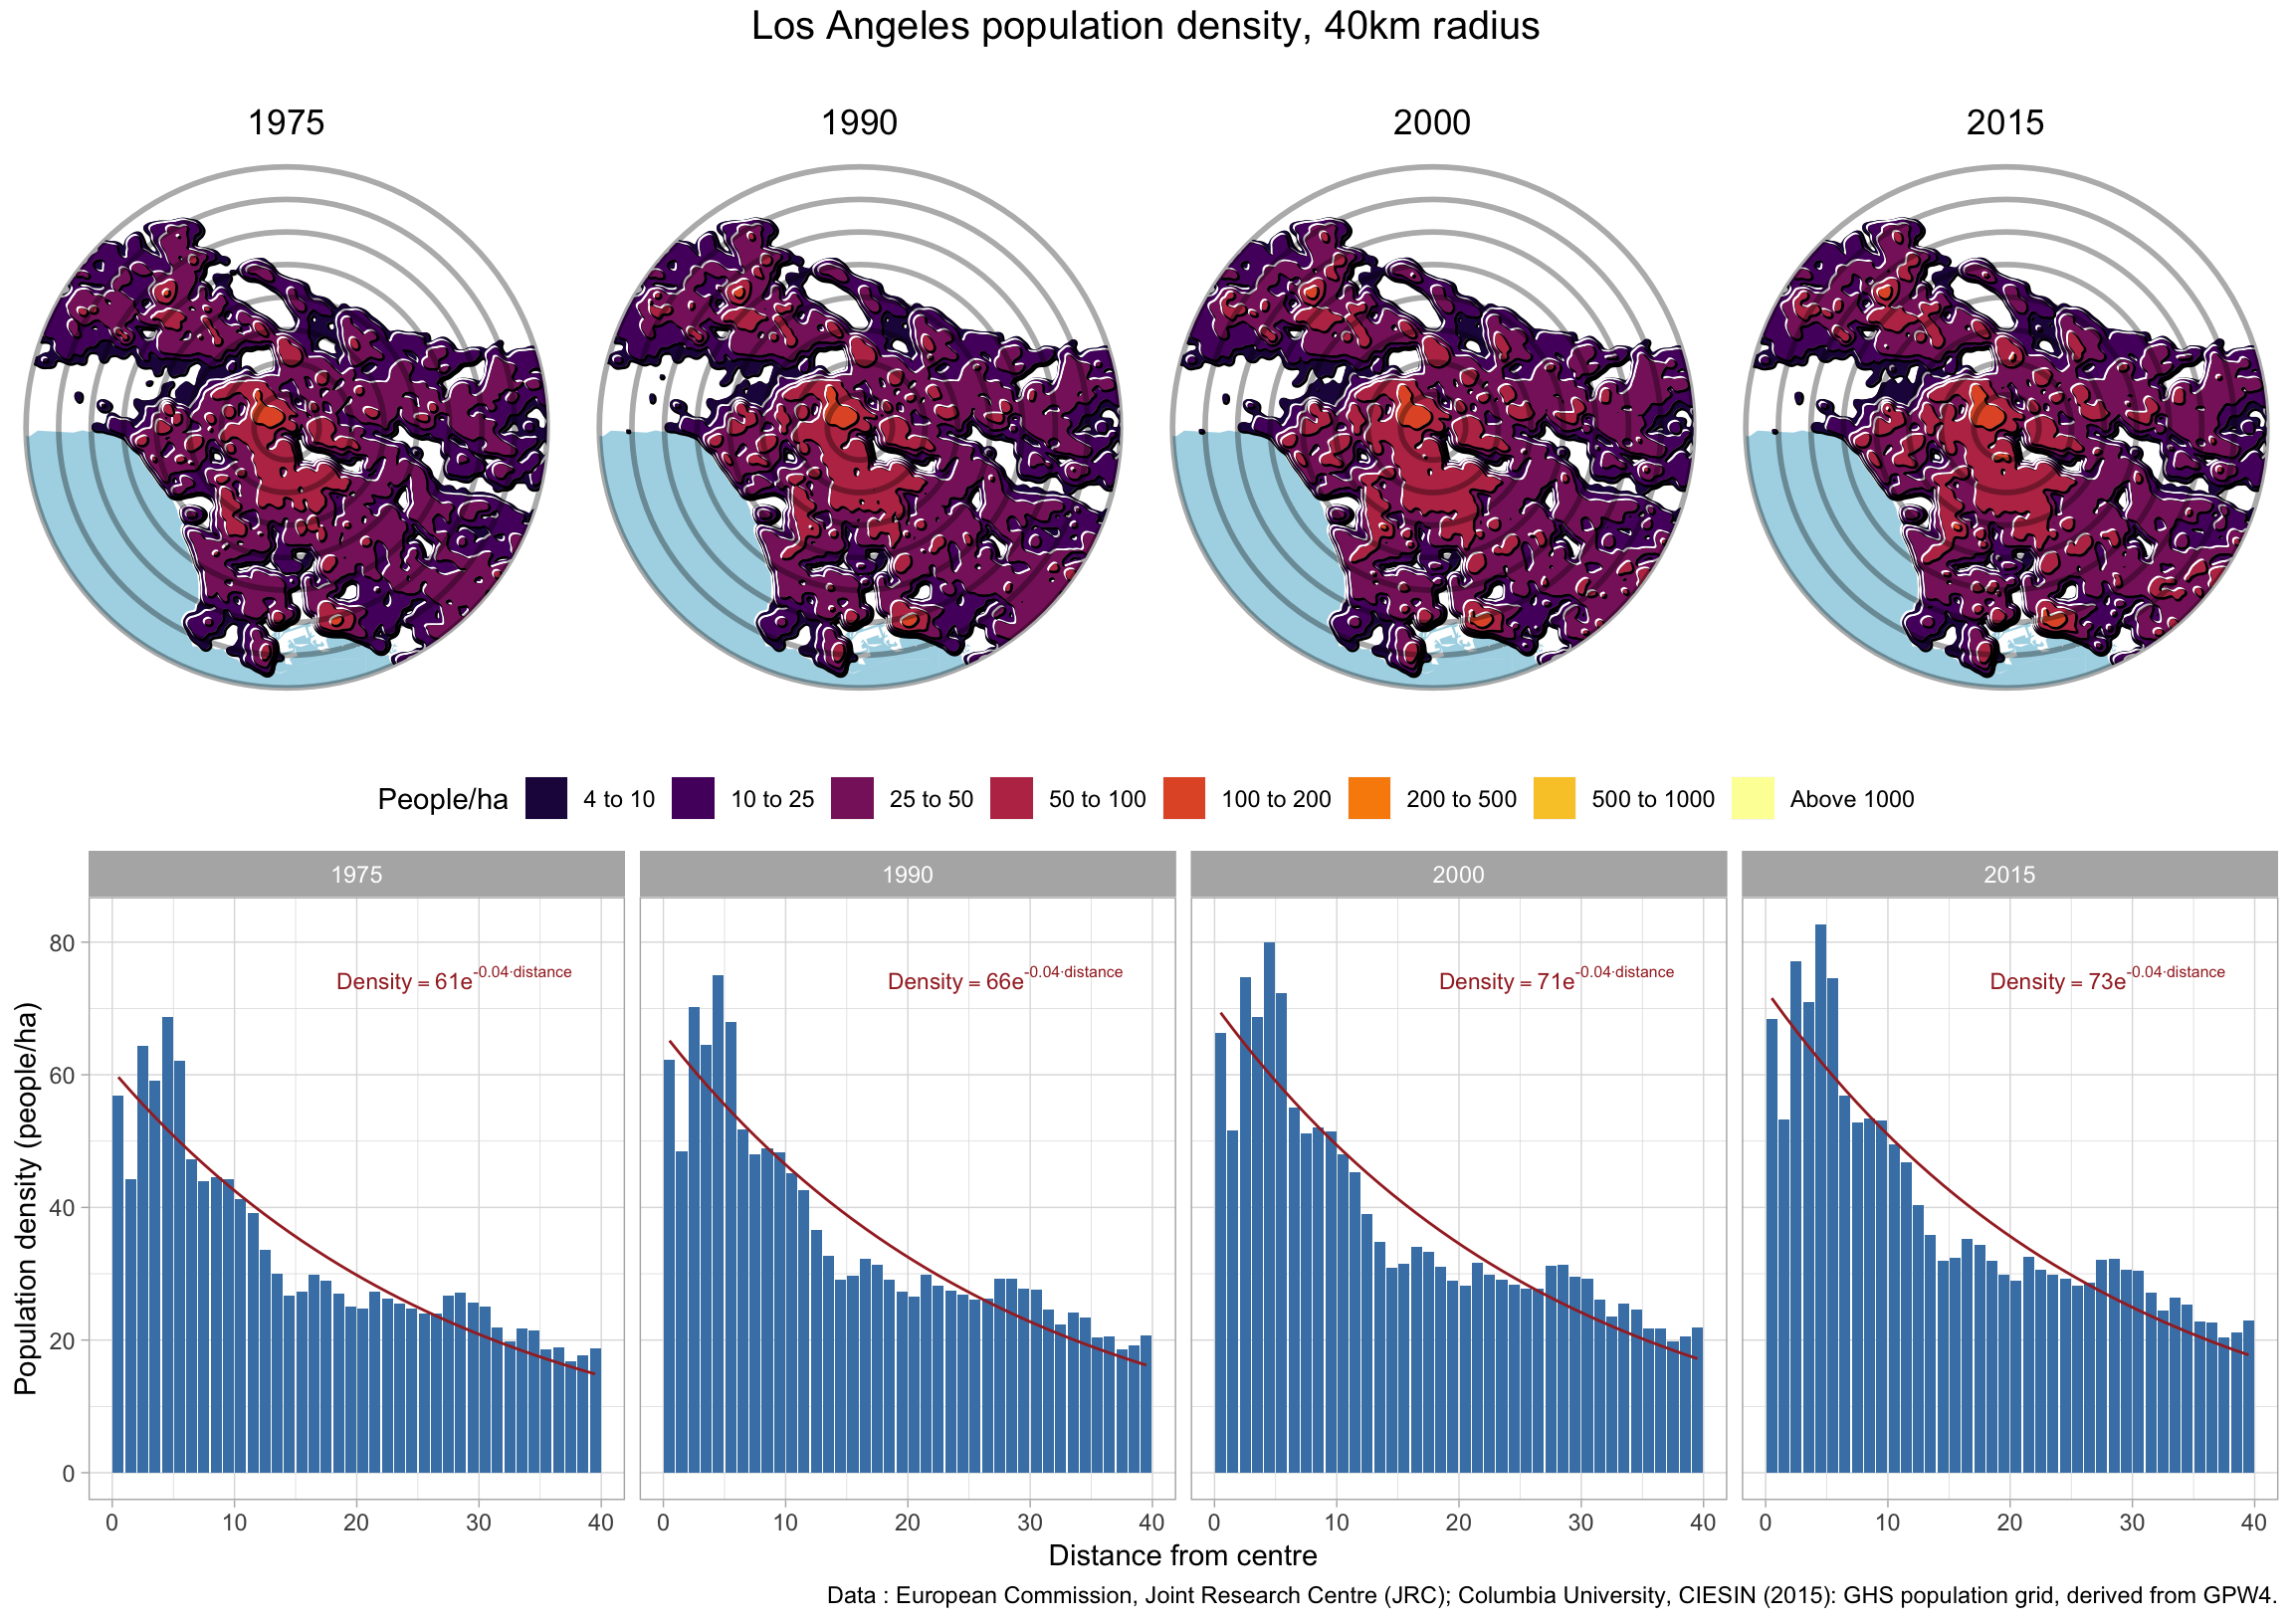 Los Angeles population density, 40km radius
1975 1990 2000 2015
People/ha 4 to 10 10 to 25 25 to 50 50 to 100 100 to 200 200 to 500 500 to 1000 Above 1000
1975 1990 2000 2015
Density = 61e-0.04·distance Density = 66e-0.04·distance Density = 71e-0.04·distance Density = 73e-0.04·distance
Population density (people/ha)
80
60
40
20
0
0 10 20 30 40 0 10 20 30 40 0 10 20 30 40 0 10 20 30 40
Distance from centre
Data : European Commission, Joint Research Centre (JRC); Columbia University, CIESIN (2015): GHS population grid, derived from GPW4.